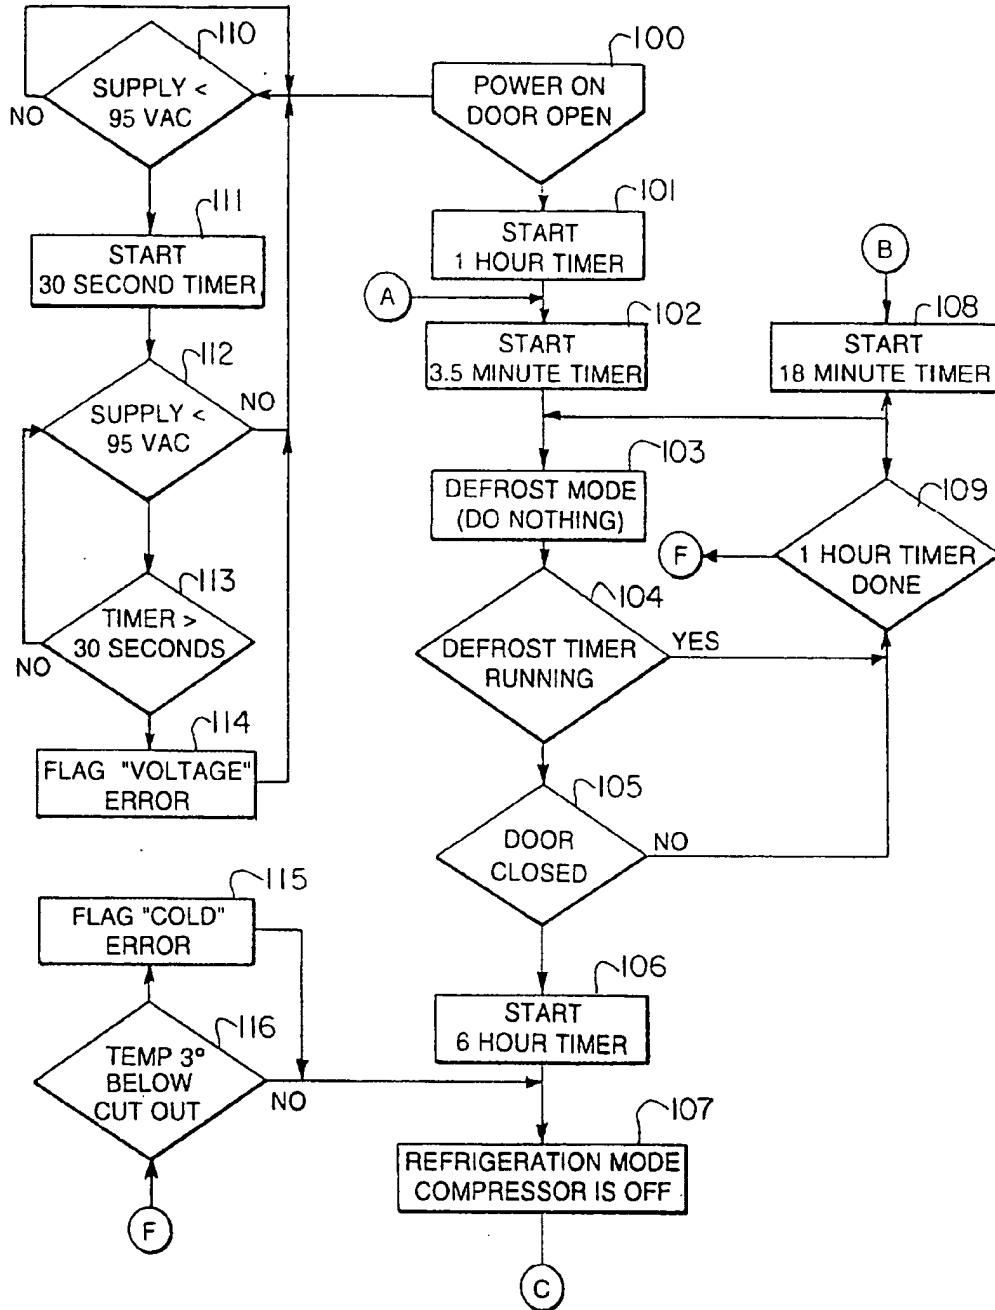 110
SUPPLY <
95 VAC
NO
100
POWER ON
DOOR OPEN
111
START
30 SECOND TIMER
101
START
1 HOUR TIMER
A
B
102
START
3.5 MINUTE TIMER
108
START
18 MINUTE TIMER
112
SUPPLY <
95 VAC
NO
103
DEFROST MODE
(DO NOTHING)
109
1 HOUR TIMER
DONE
F
113
TIMER >
30 SECONDS
NO
104
DEFROST TIMER
RUNNING
YES
114
FLAG "VOLTAGE"
ERROR
105
DOOR
CLOSED
NO
115
FLAG "COLD"
ERROR
106
START
6 HOUR TIMER
116
TEMP 3°
BELOW
CUT OUT
NO
107
REFRIGERATION MODE
COMPRESSOR IS OFF
F
C